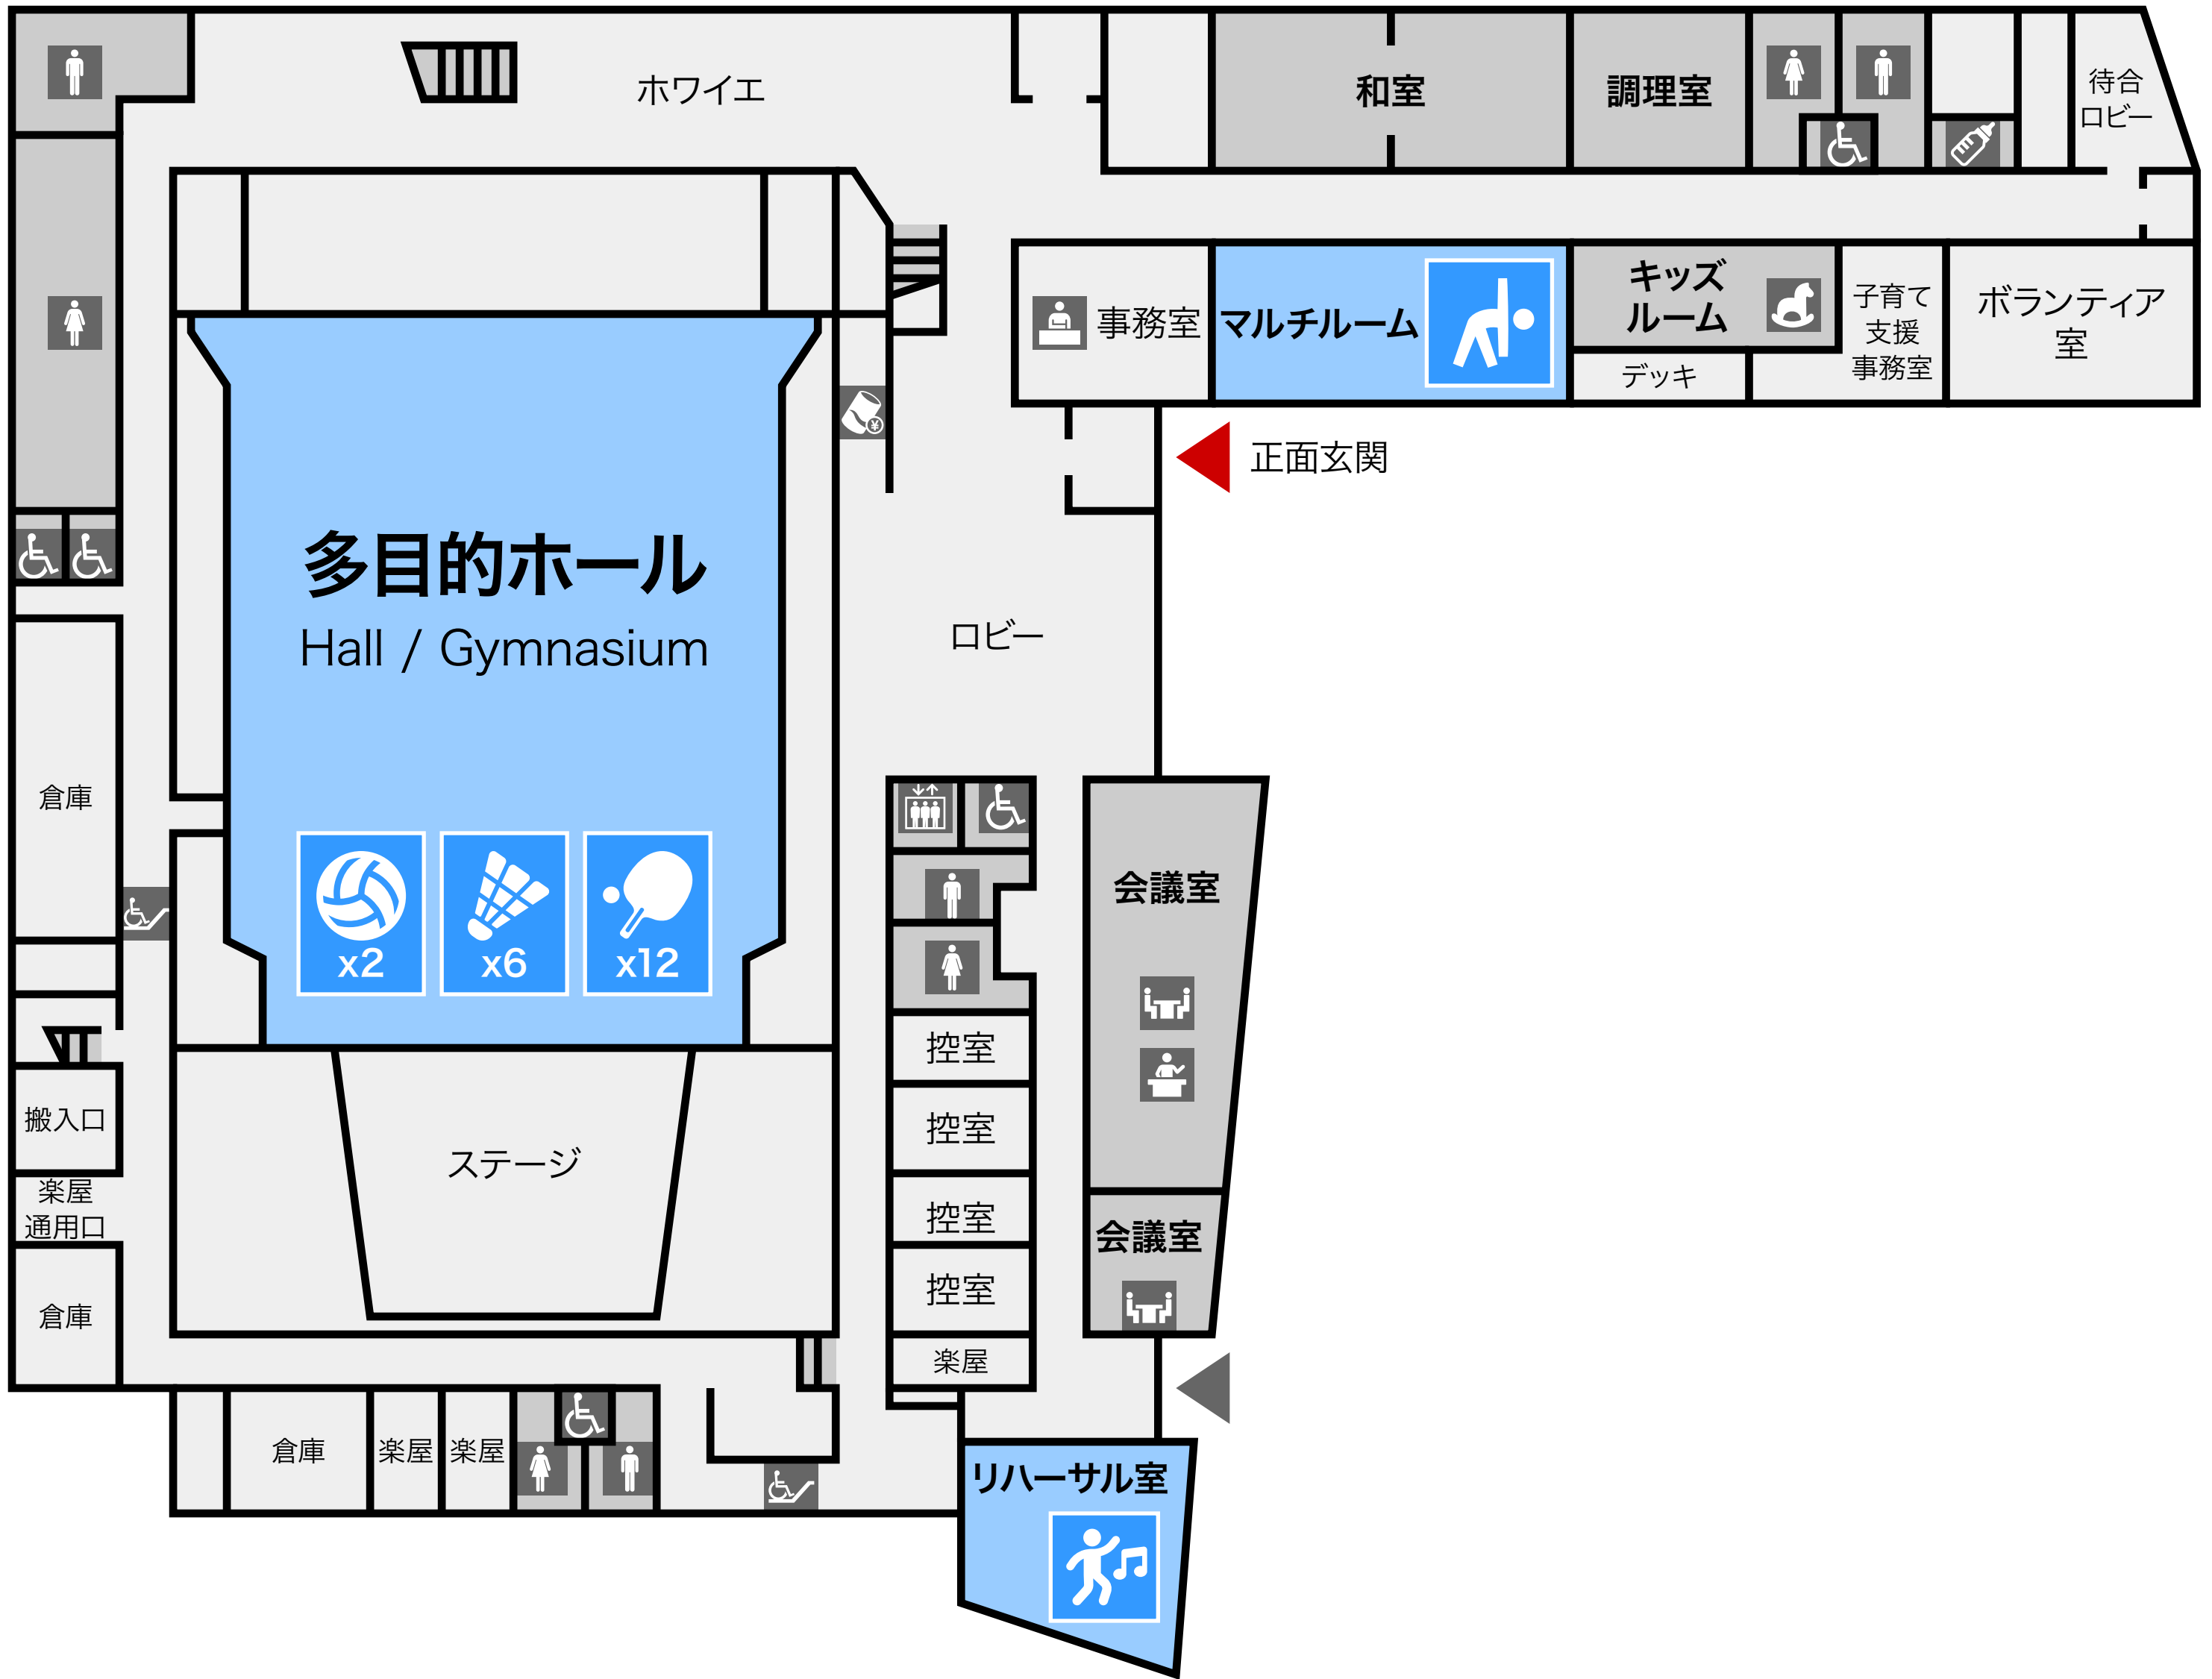 ホワイエ
和室
調理室
待合
ロビー
事務室
マルチルーム
キッズ
ルーム
デッキ
子育て
支援
事務室
ボランティア
室
¥
正面玄関
多目的ホール
Hall / Gymnasium
ロビー
倉庫
x2
x6
x12
会議室
控室
控室
控室
控室
楽屋
ステージ
搬入口
楽屋
通用口
倉庫
会議室
倉庫
楽屋
楽屋
リハーサル室